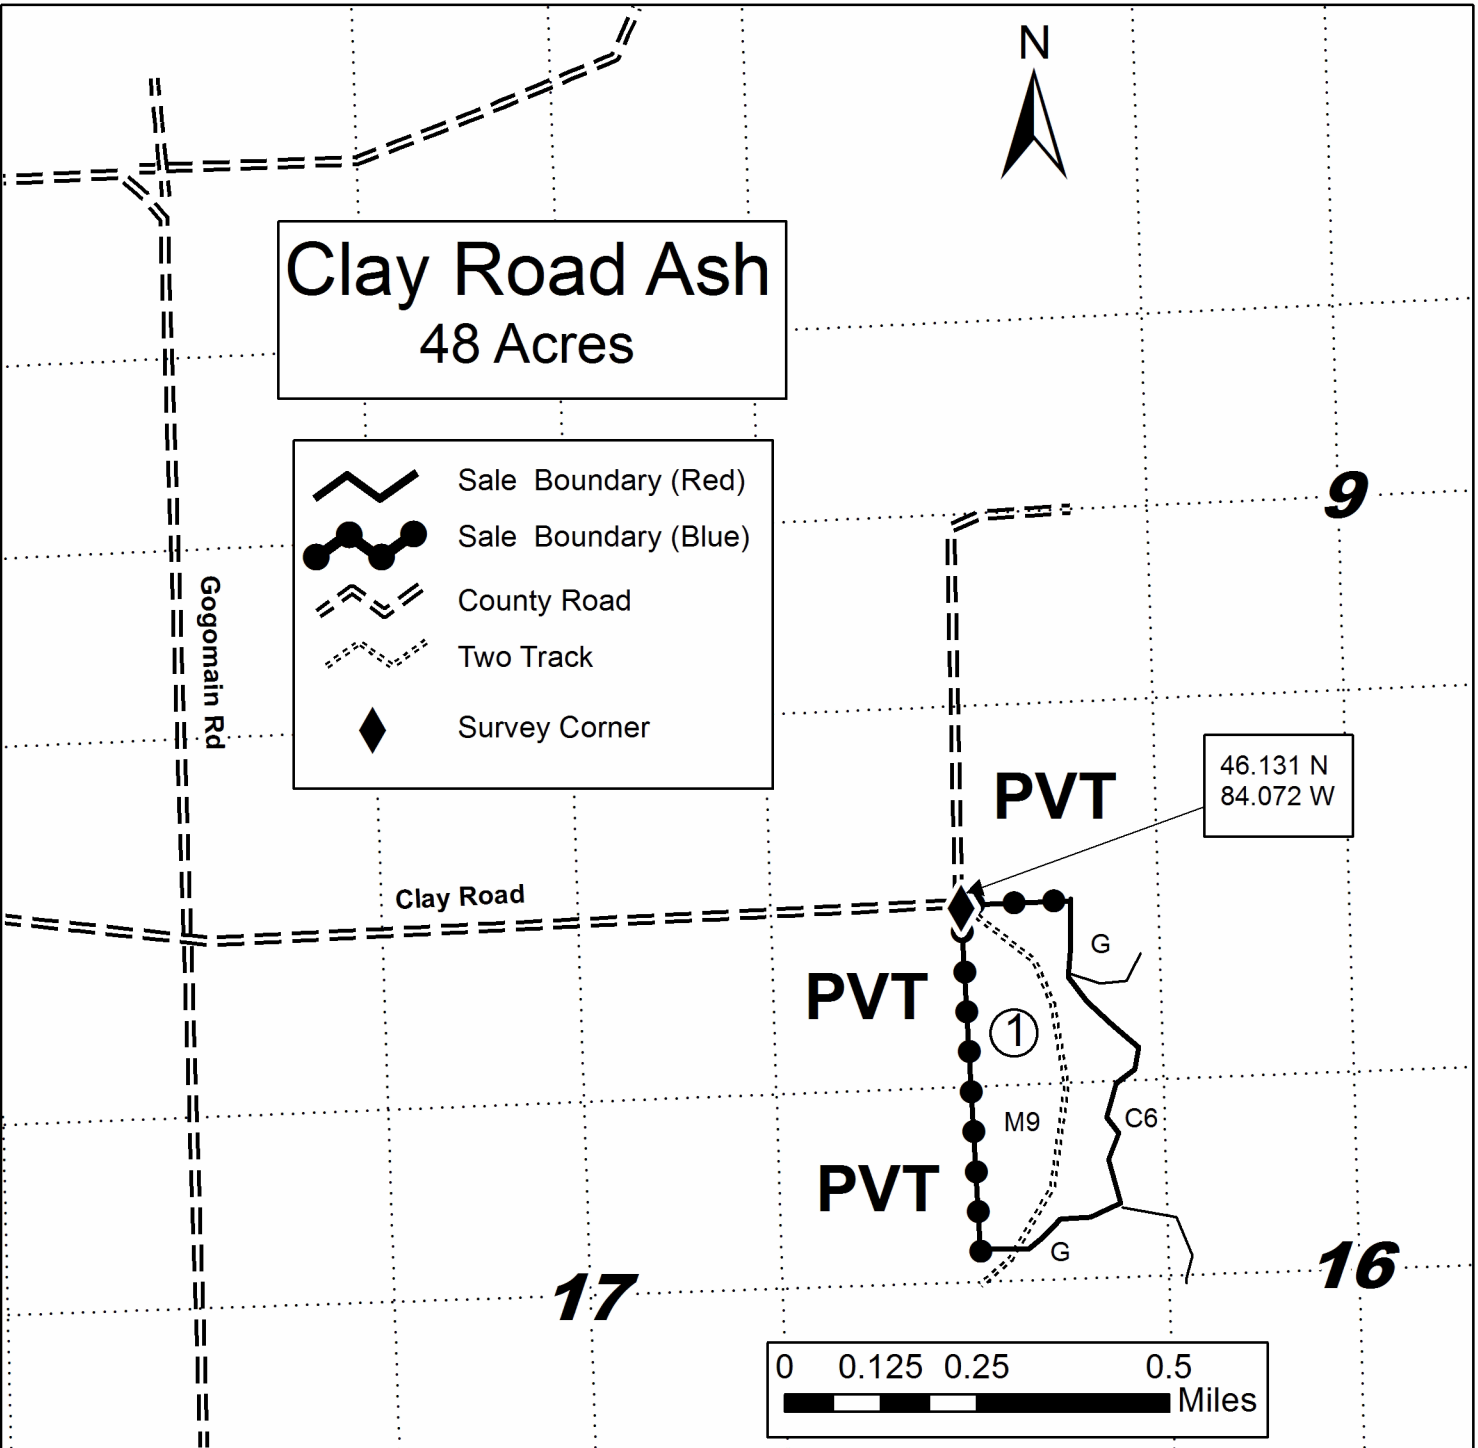 N
Clay Road Ash
48 Acres
Sale Boundary (Red)
Sale Boundary (Blue)
County Road
Two Track
Survey Corner
9
Gogomain Rd
46.131 N
84.072 W
PVT
Clay Road
G
PVT
1
M9
C6
PVT
G
17
16
0 0.125 0.25 0.5
Miles